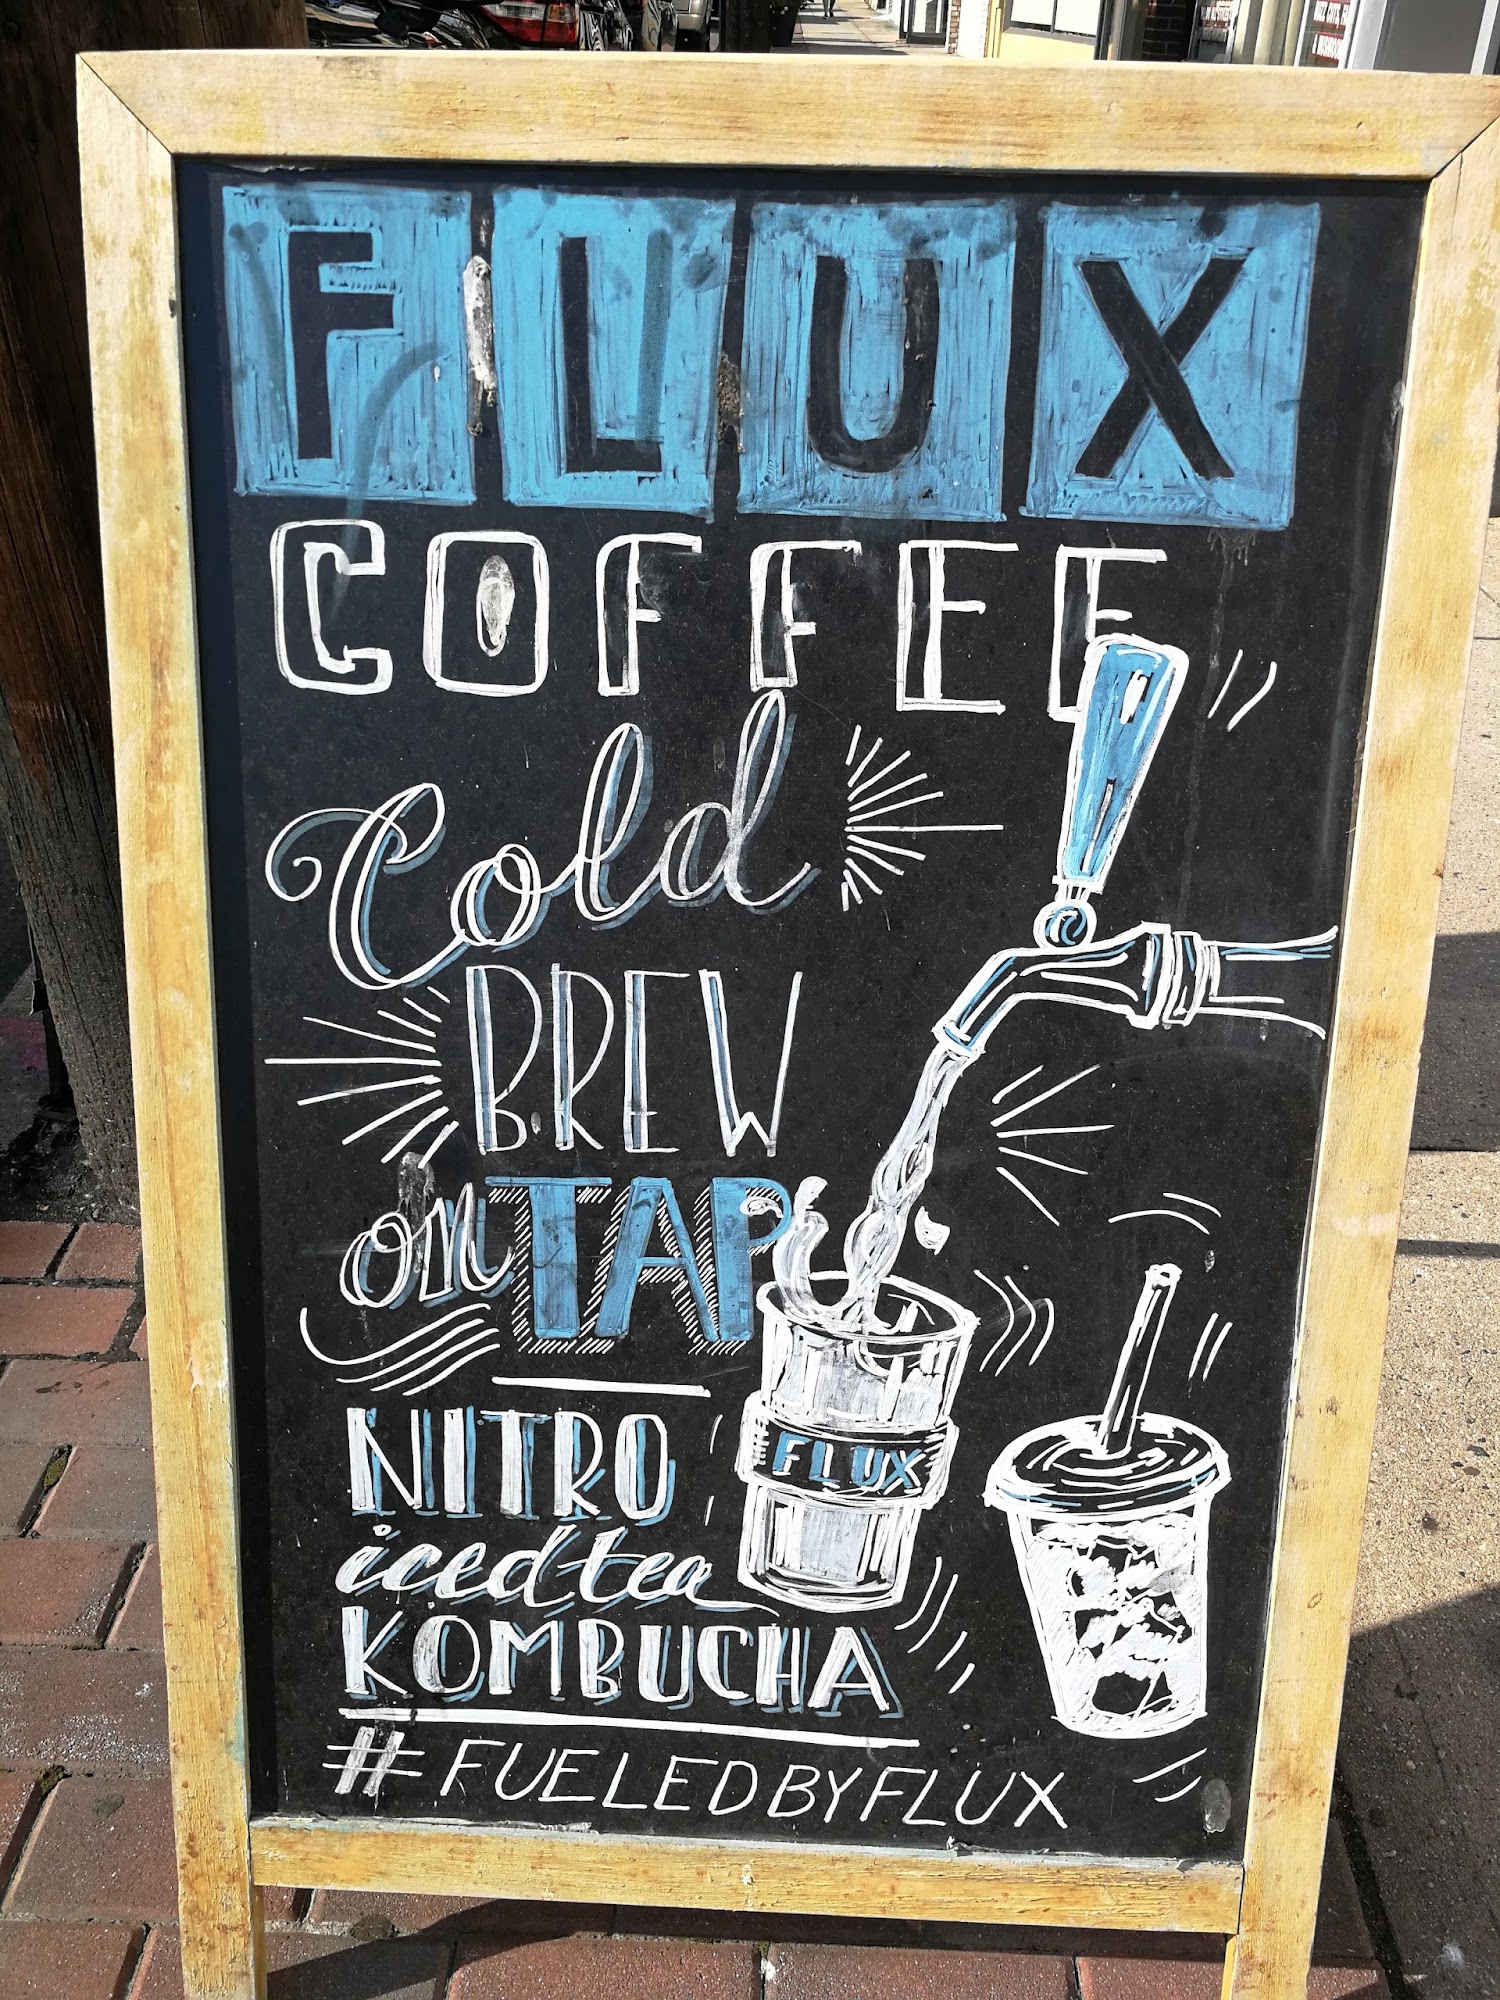 FLUX
COFFEE
Cold
BREW
on TAP
FLUX
NITRO
iced tea
KOMBUCHA
#FUELEDBYFLUX